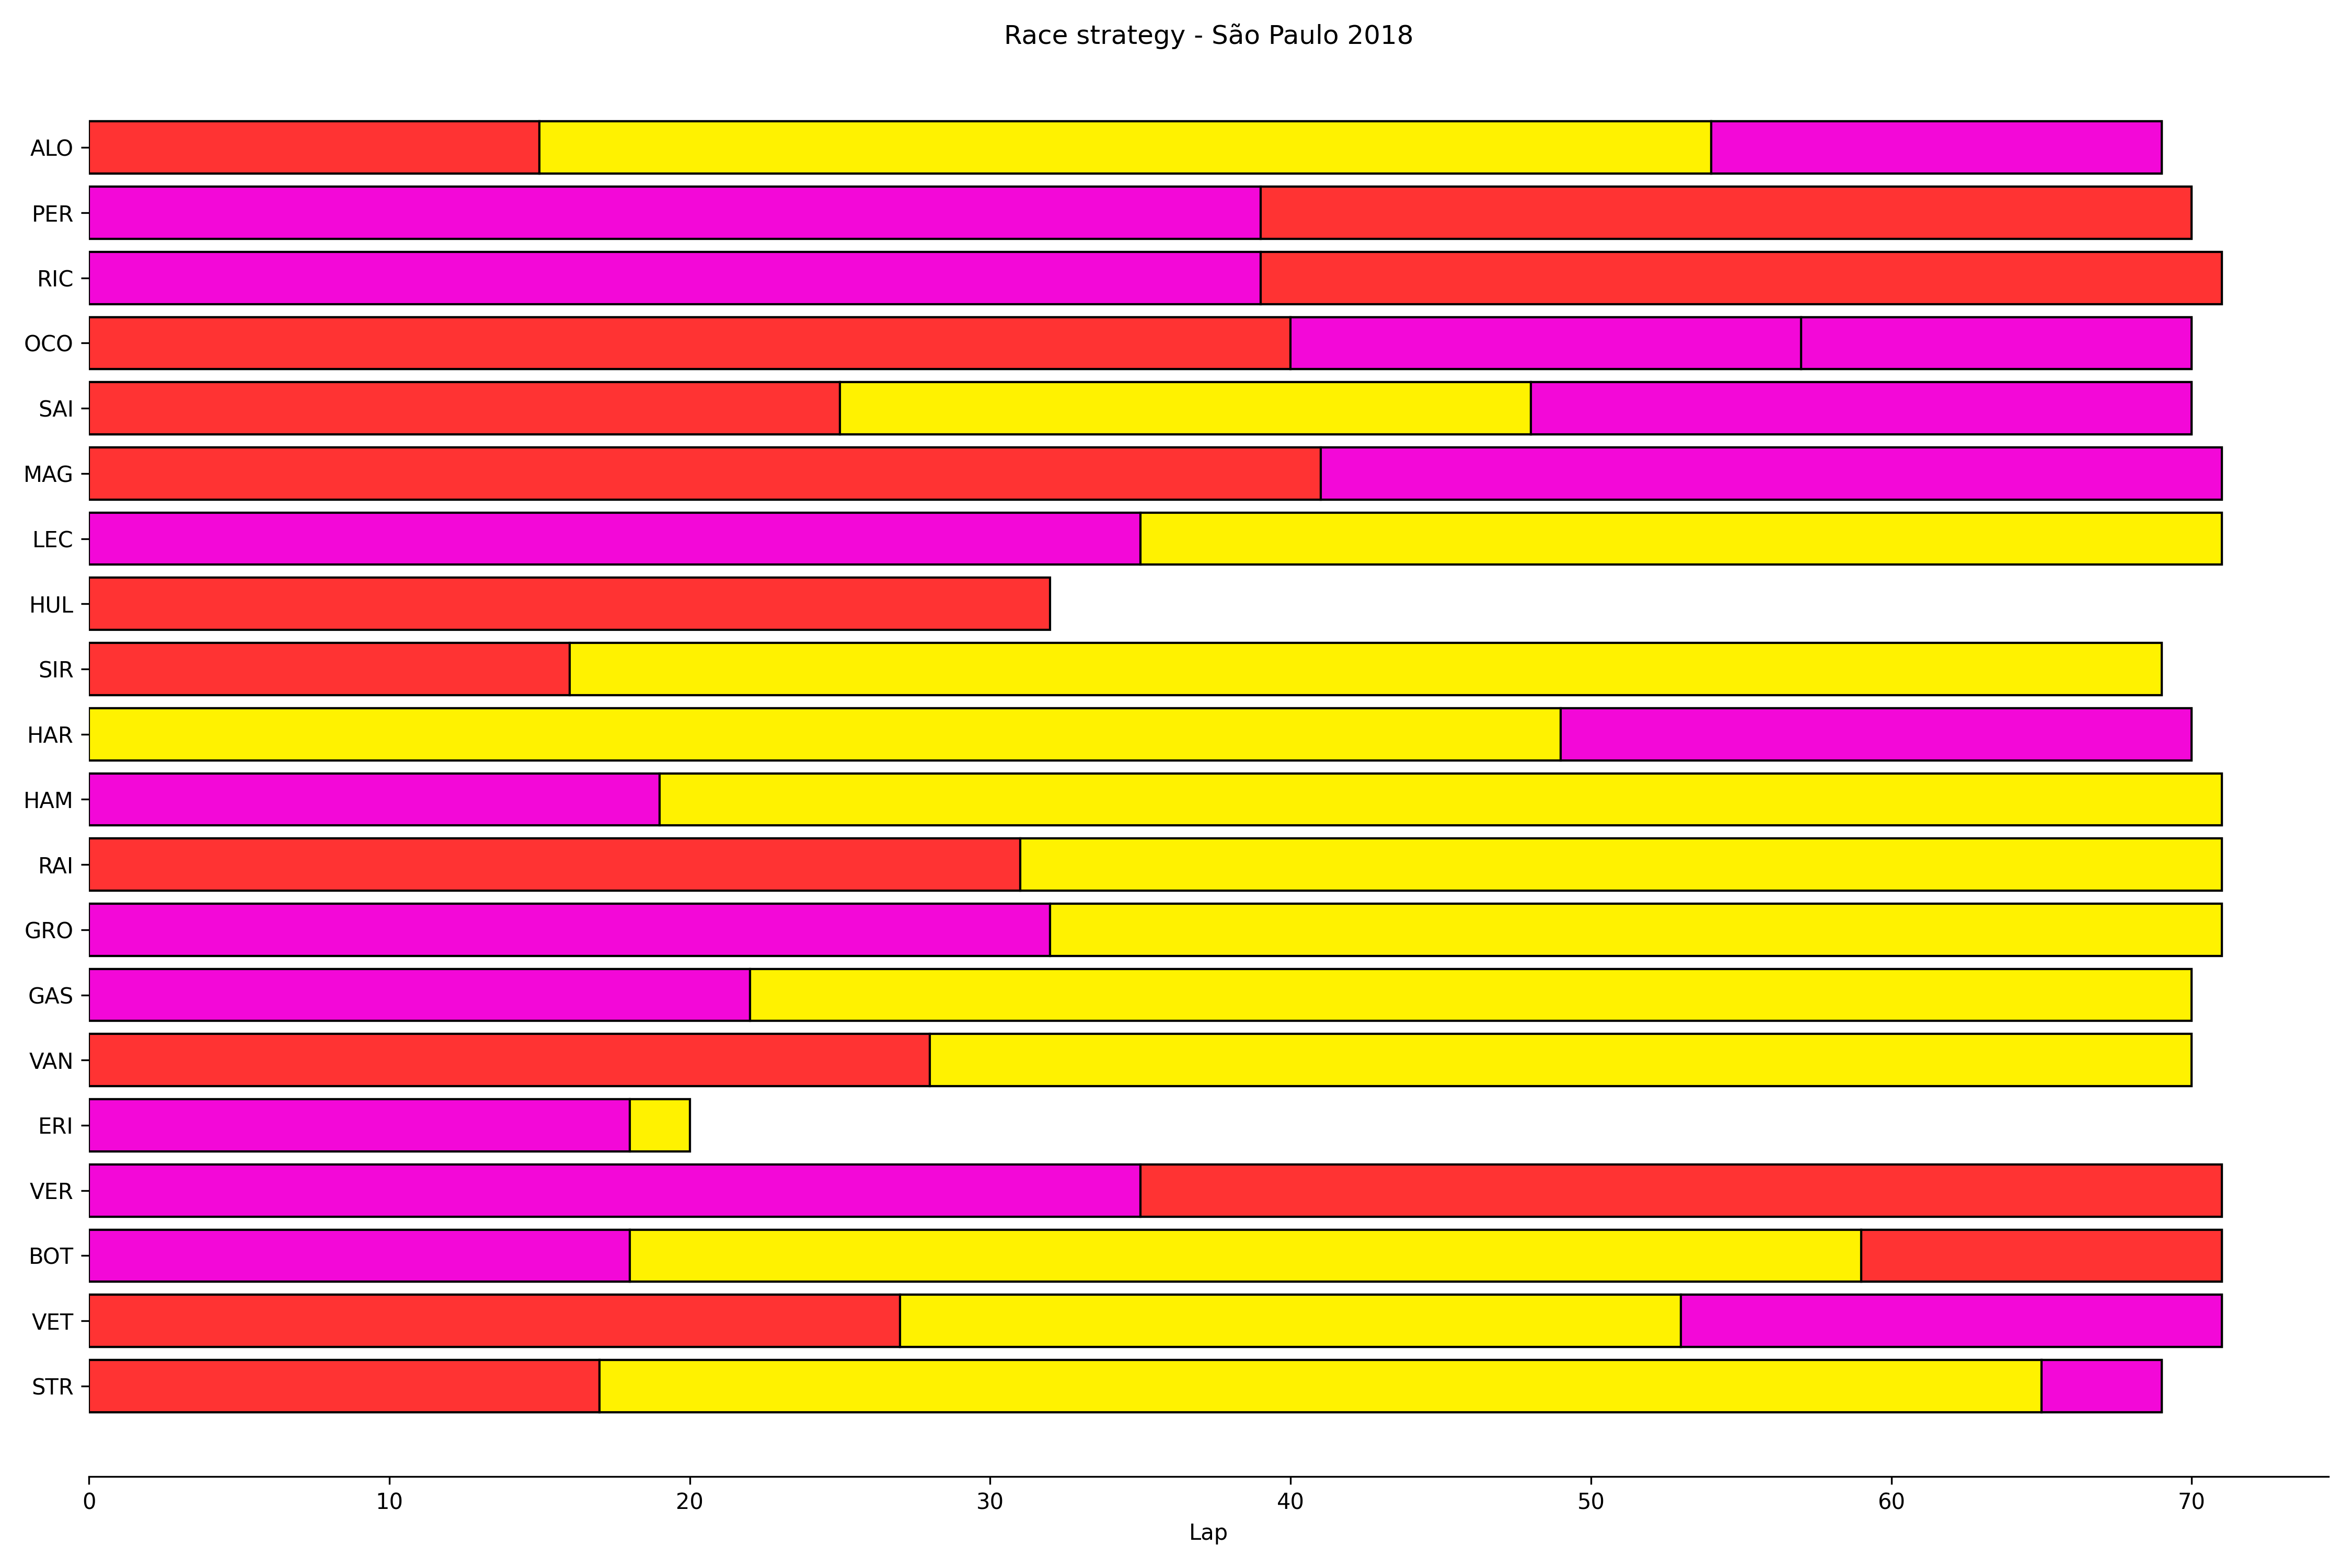 Race strategy - São Paulo 2018
ALO
PER
RIC
OCO
SAI
MAG
LEC
HUL
SIR
HAR
HAM
RAI
GRO
GAS
VAN
ERI
VER
BOT
VET
STR
0 10 20 30 40 50 60 70
Lap